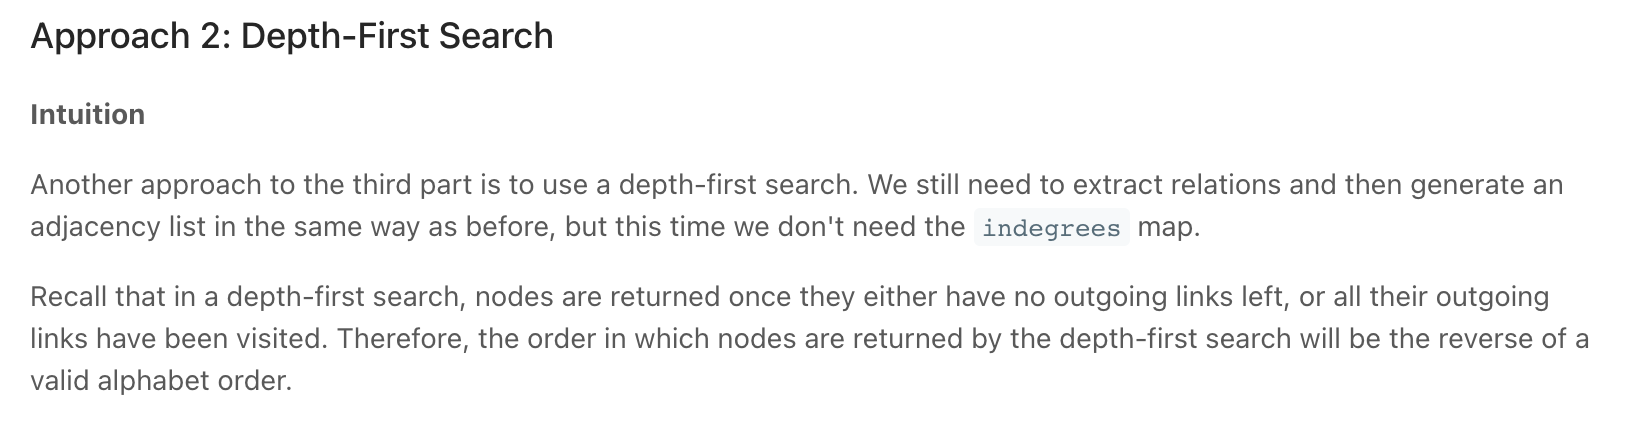 Approach 2: Depth-First Search
Intuition
Another approach to the third part is to use a depth-first search. We still need to extract relations and then generate an
adjacency list in the same way as before, but this time we don't need the indegrees map.
Recall that in a depth-first search, nodes are returned once they either have no outgoing links left, or all their outgoing
links have been visited. Therefore, the order in which nodes are returned by the depth-first search will be the reverse of a
valid alphabet order.